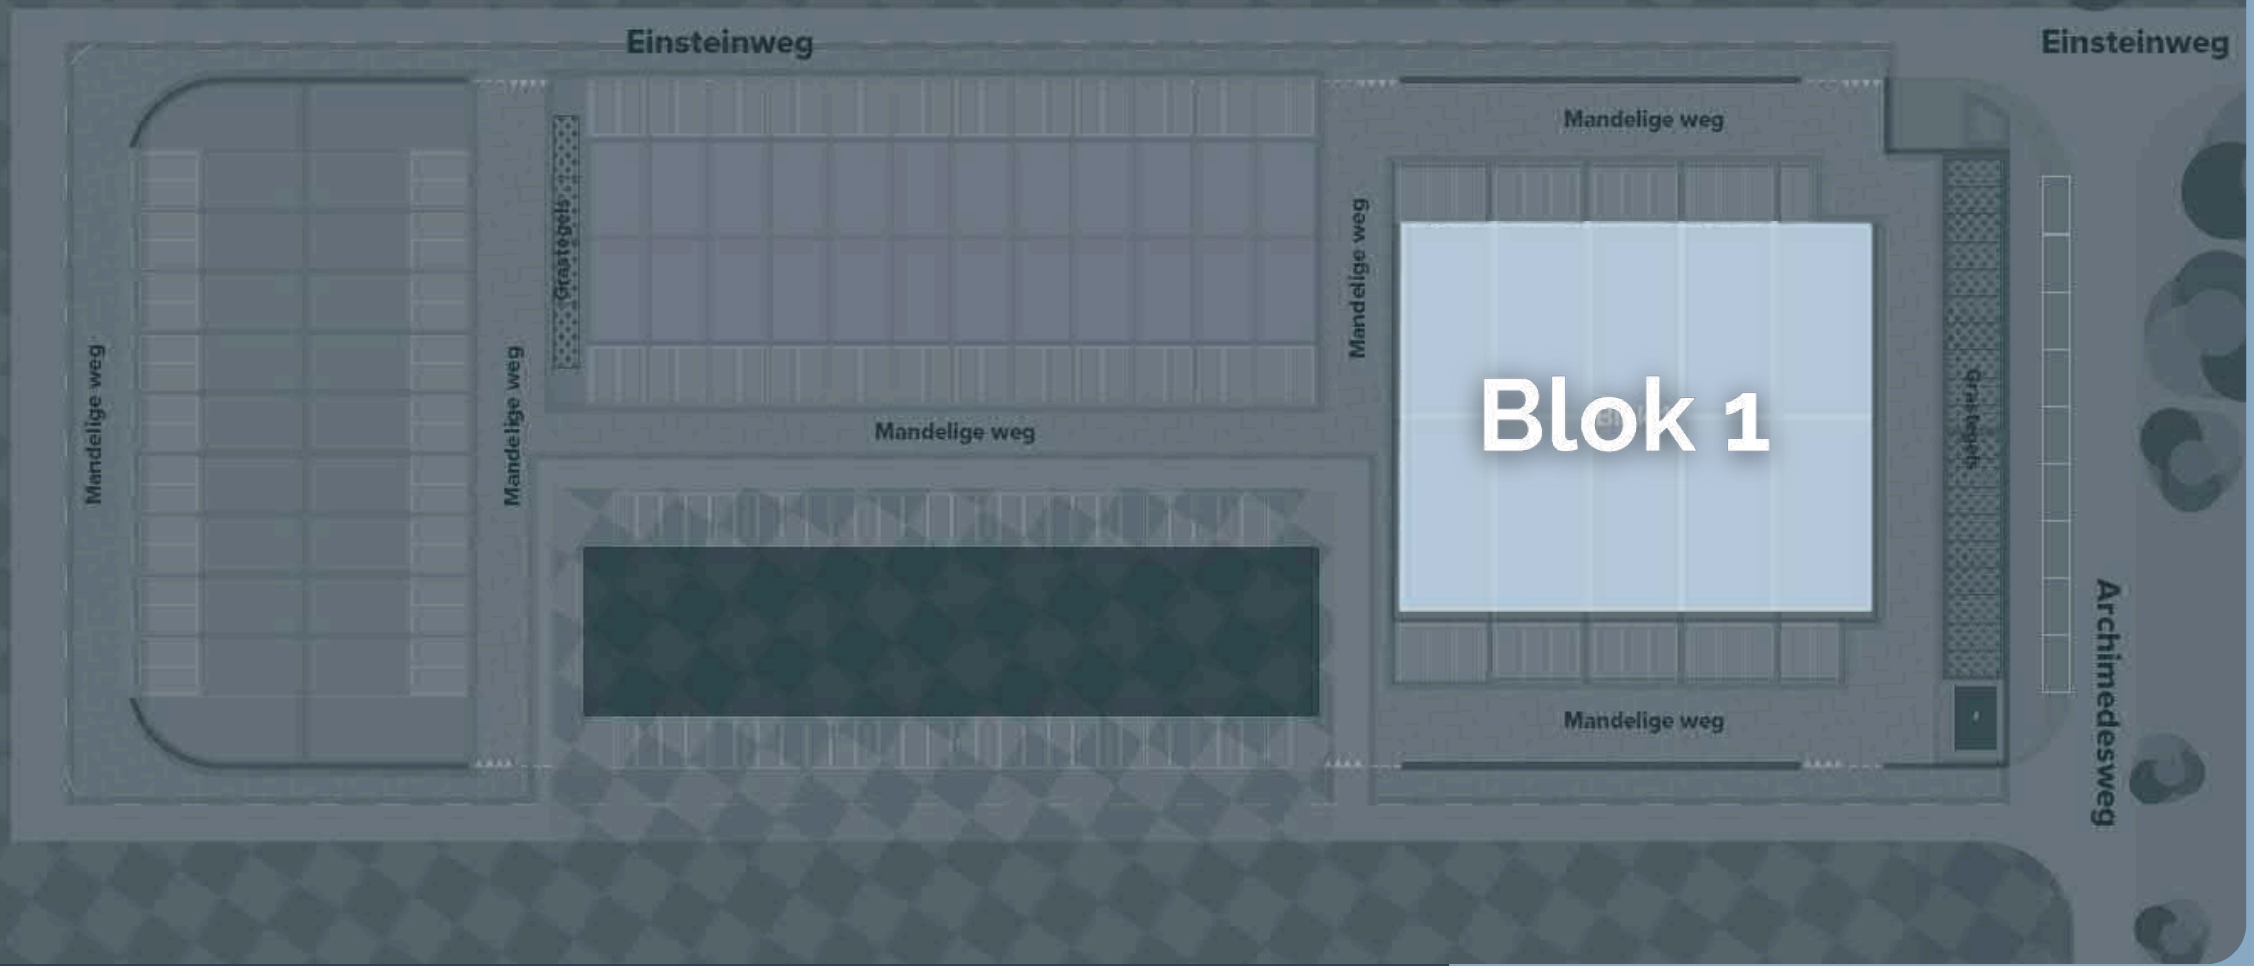 Einsteinweg
Einsteinweg
Mandelige weg
Grastegels
Mandelige weg
Mandelige weg
Mandelige weg
Blok 1
Grastegels
Mandelige weg
Mandelige weg
Archimedesweg